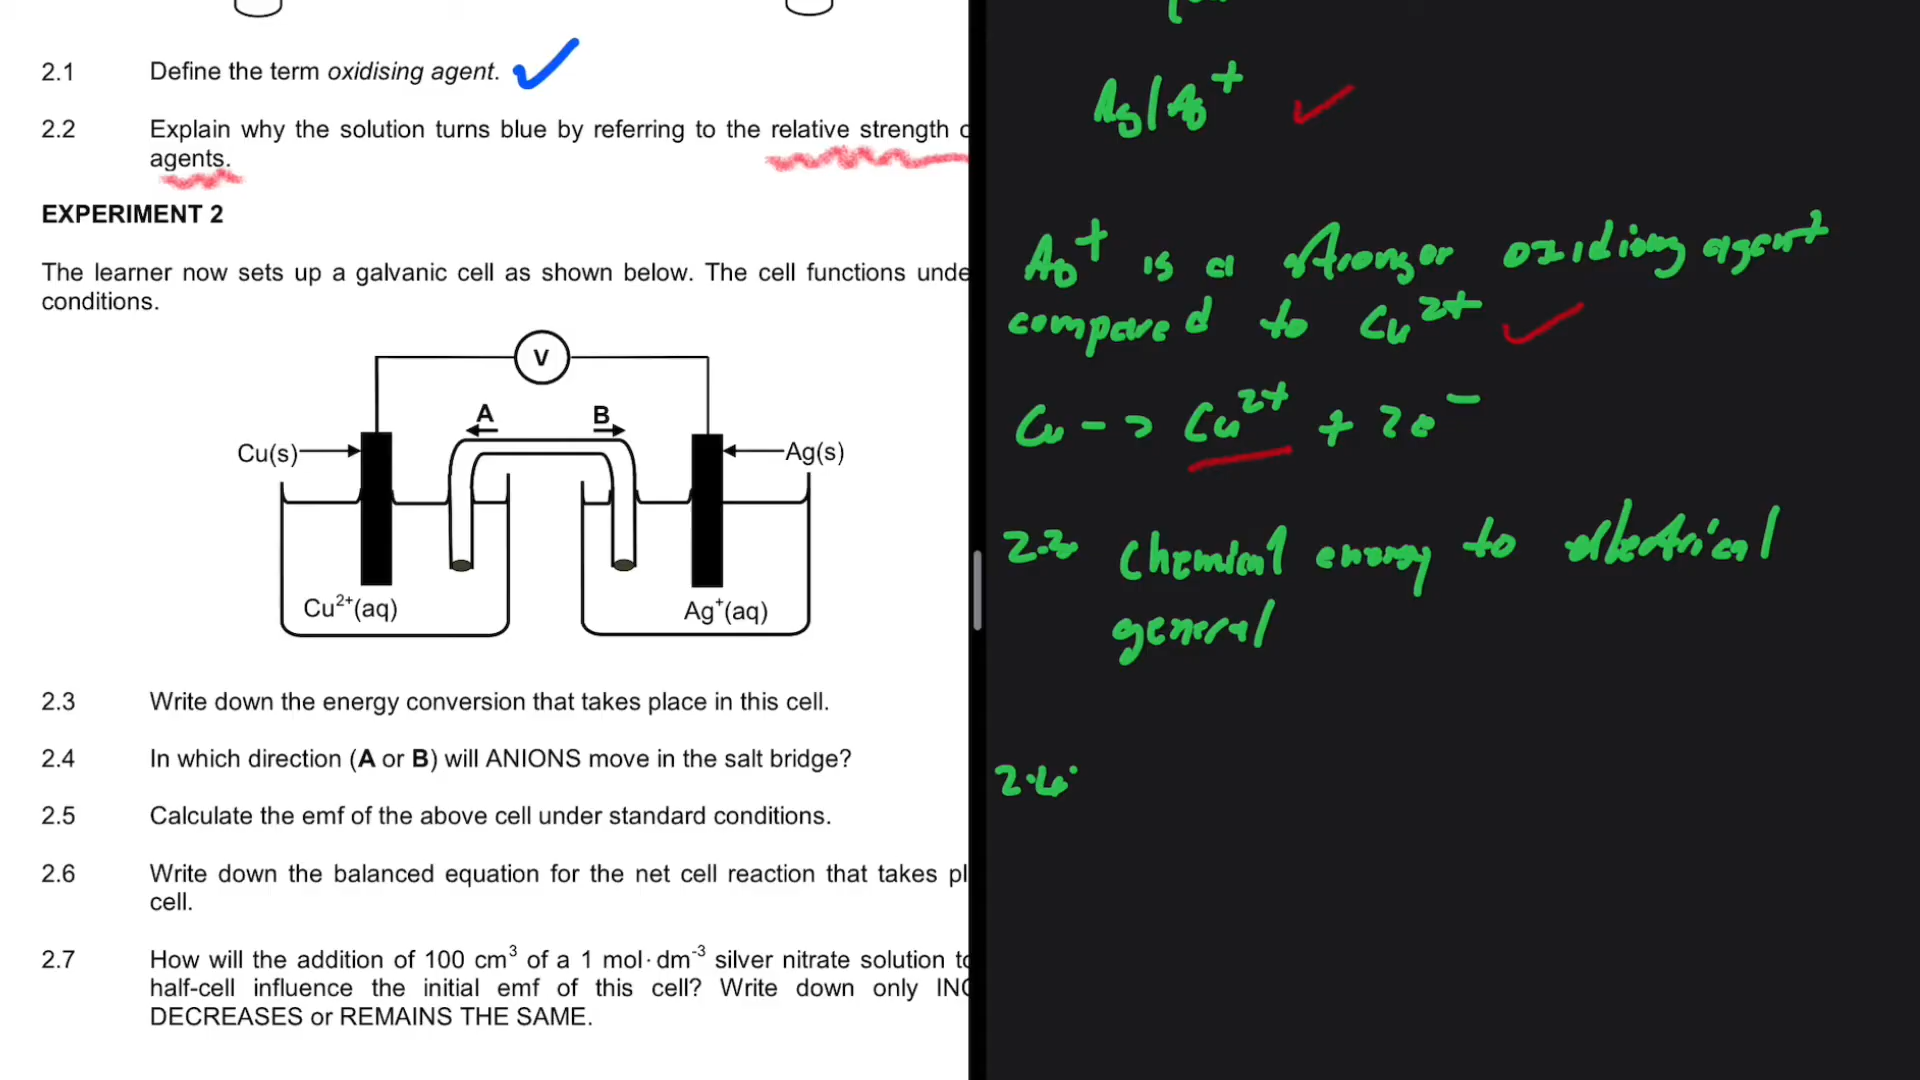 2.1 Define the term oxidising agent.
2.2 Explain why the solution turns blue by referring to the relative strength
agents.
EXPERIMENT 2
The learner now sets up a galvanic cell as shown below. The cell functions unde
conditions.
V
A B
Cu(s) Ag(s)
Cu²⁺(aq) Ag⁺(aq)
2.3 Write down the energy conversion that takes place in this cell.
2.4 In which direction (A or B) will ANIONS move in the salt bridge?
2.5 Calculate the emf of the above cell under standard conditions.
2.6 Write down the balanced equation for the net cell reaction that takes pl
cell.
2.7 How will the addition of 100 cm³ of a 1 mol·dm⁻³ silver nitrate solution to
half-cell influence the initial emf of this cell? Write down only INC
DECREASES or REMAINS THE SAME.
Ag/Ag⁺
Ag⁺ is a stronger oxidising agent
compared to Cu²⁺
Cu -> Cu²⁺ + 2e⁻
2.3 Chemical energy to electrical
general
2.4